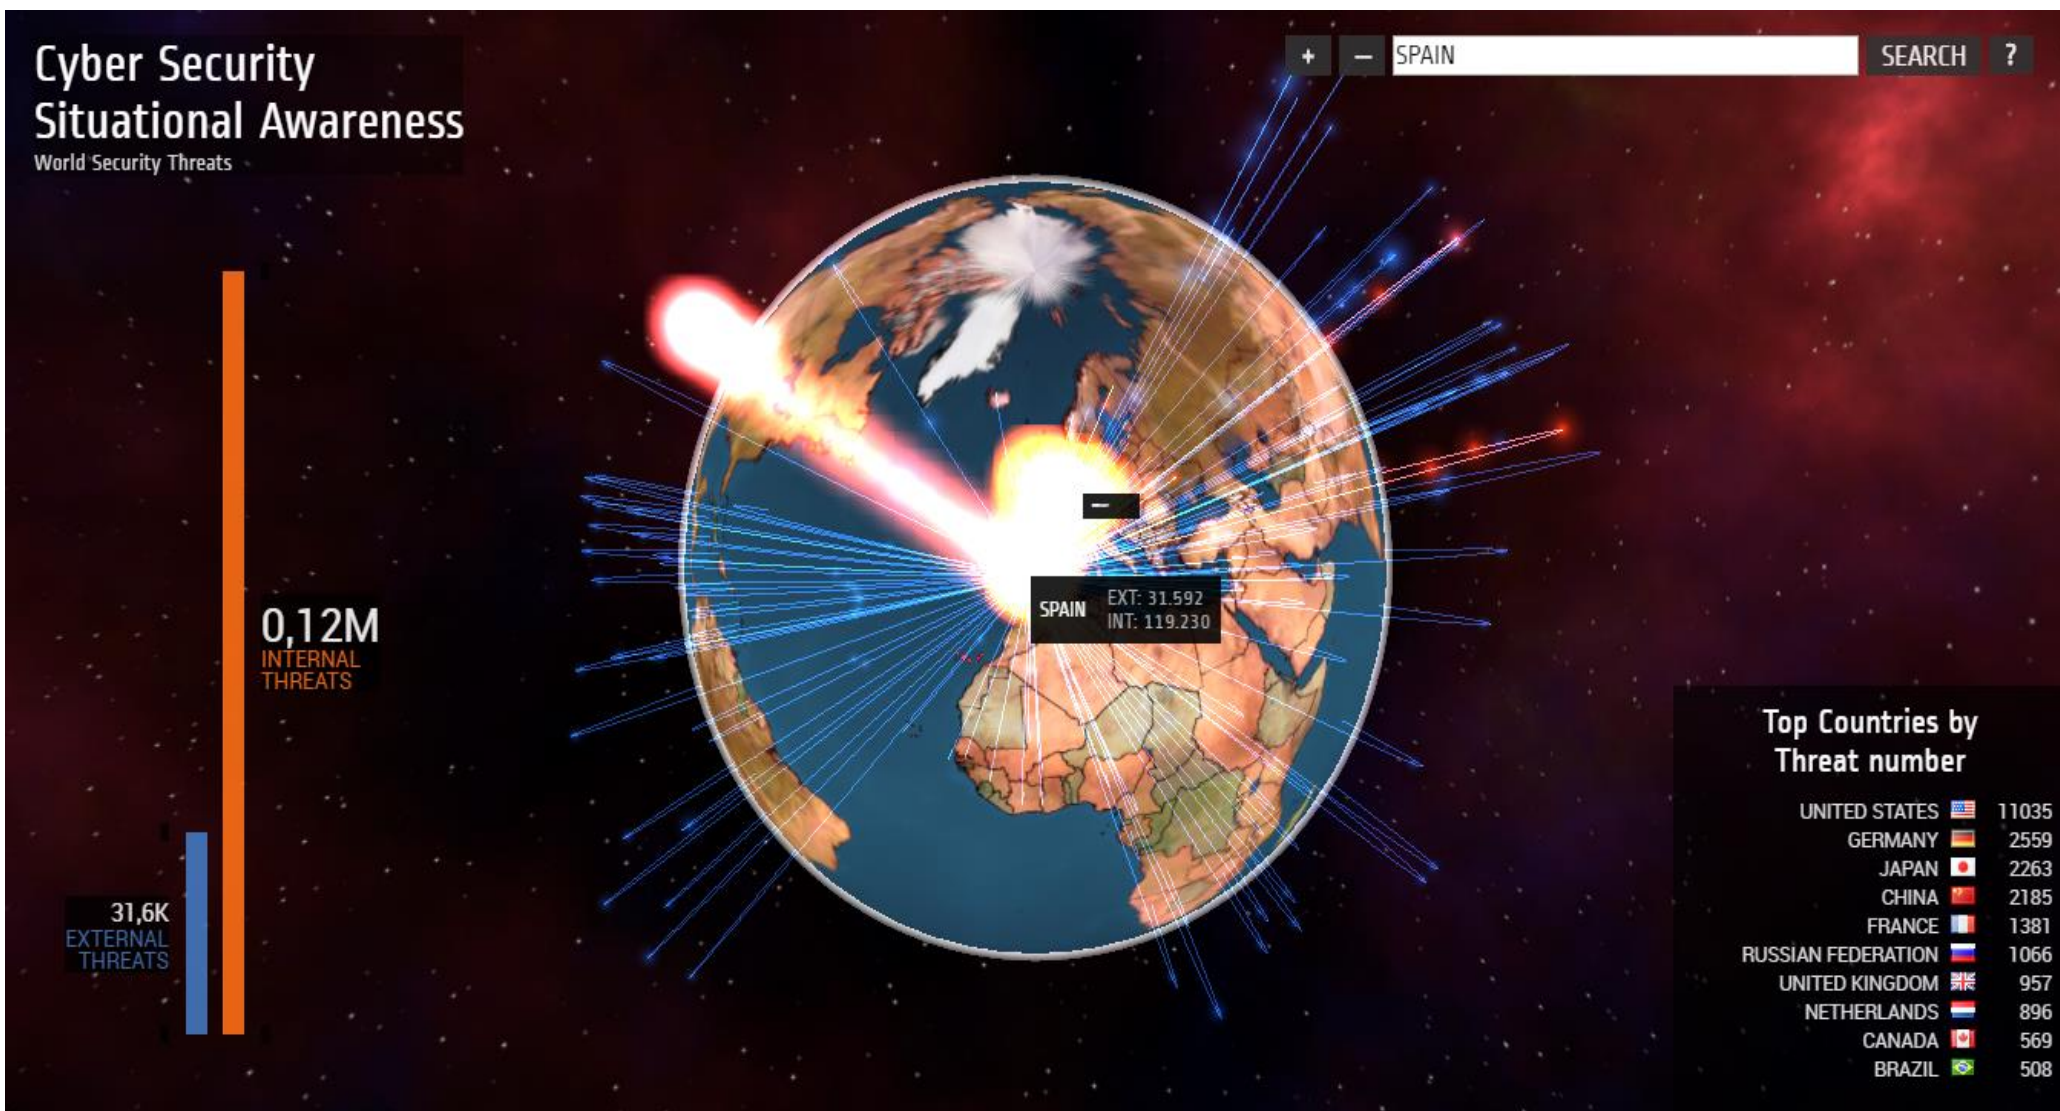 Cyber Security
Situational Awareness
World Security Threats
+ – SPAIN SEARCH ?
0,12M
INTERNAL
THREATS
31,6K
EXTERNAL
THREATS
SPAIN
EXT: 31.592
INT: 119.230
Top Countries by
Threat number
UNITED STATES 11035
GERMANY 2559
JAPAN 2263
CHINA 2185
FRANCE 1381
RUSSIAN FEDERATION 1066
UNITED KINGDOM 957
NETHERLANDS 896
CANADA 569
BRAZIL 508